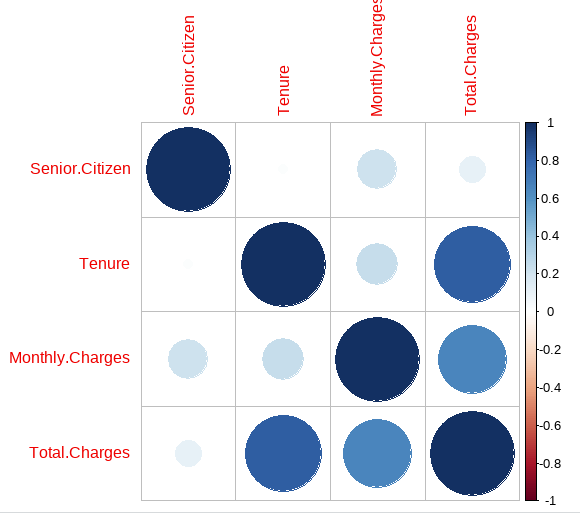 Senior.Citizen
Tenure
Monthly.Charges
Total.Charges
Senior.Citizen
Tenure
Monthly.Charges
Total.Charges
1
0.8
0.6
0.4
0.2
0
-0.2
-0.4
-0.6
-0.8
-1